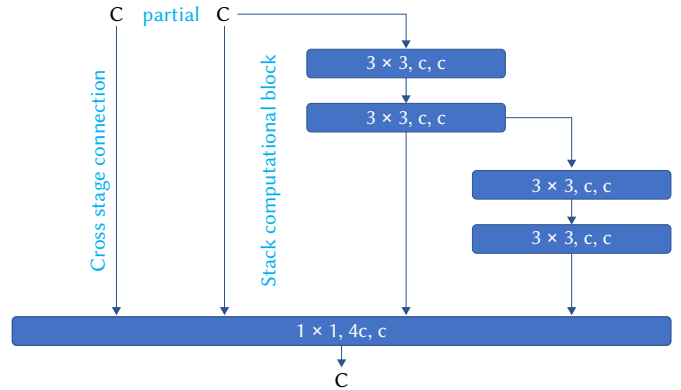 C partial C
3 × 3, c, c
3 × 3, c, c
Cross stage connection
Stack computational block
3 × 3, c, c
3 × 3, c, c
1 × 1, 4c, c
C